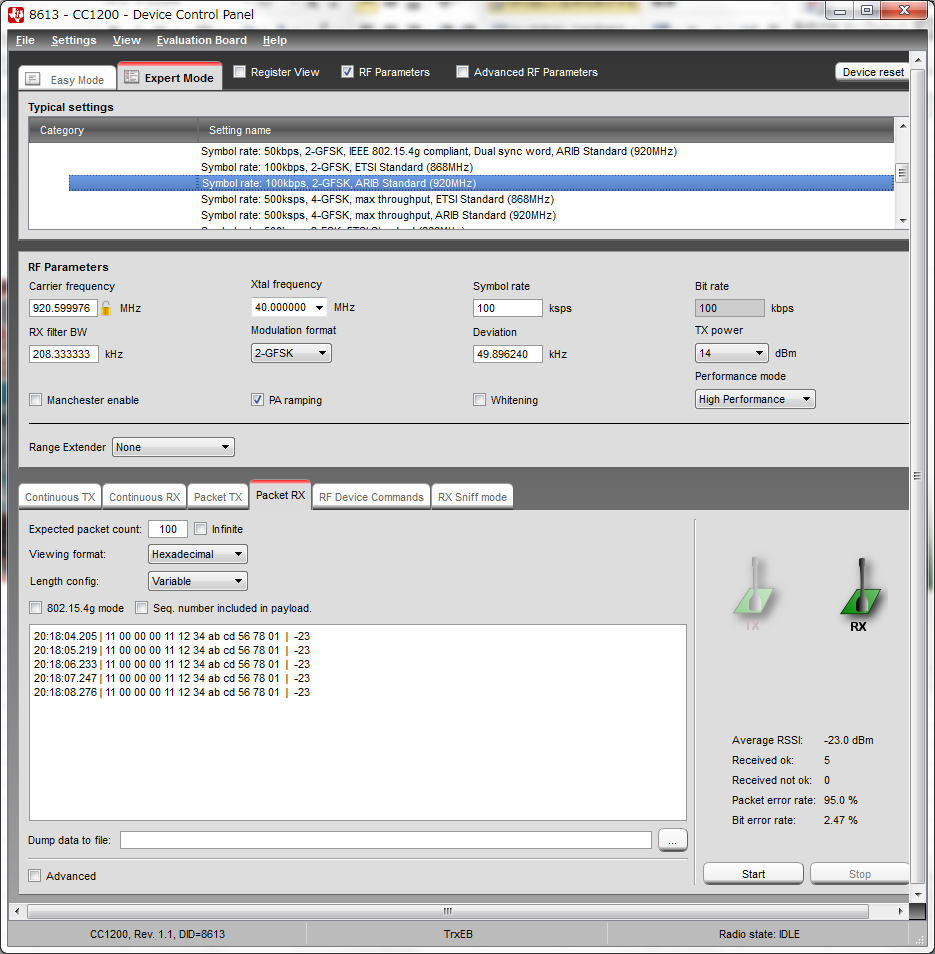 8613 - CC1200 - Device Control Panel
File Settings View Evaluation Board Help
Easy Mode Expert Mode Register View RF Parameters Advanced RF Parameters Device reset
Typical settings
Category Setting name
Symbol rate: 50kbps, 2-GFSK, IEEE 802.15.4g compliant, Dual sync word, ARIB Standard (920MHz)
Symbol rate: 100kbps, 2-GFSK, ETSI Standard (868MHz)
Symbol rate: 100kbps, 2-GFSK, ARIB Standard (920MHz)
Symbol rate: 500ksps, 4-GFSK, max throughput, ETSI Standard (868MHz)
Symbol rate: 500ksps, 4-GFSK, max throughput, ARIB Standard (920MHz)
RF Parameters
Carrier frequency Xtal frequency Symbol rate Bit rate
920.599976 MHz 40.000000 MHz 100 ksps 100 kbps
RX filter BW Modulation format Deviation TX power
208.333333 kHz 2-GFSK 49.896240 kHz 14 dBm
Performance mode
Manchester enable PA ramping Whitening High Performance
Range Extender None
Continuous TX Continuous RX Packet TX Packet RX RF Device Commands RX Sniff mode
Expected packet count: 100 Infinite
Viewing format: Hexadecimal
Length config: Variable
802.15.4g mode Seq. number included in payload.
TX RX
20:18:04.205 | 11 00 00 00 11 12 34 ab cd 56 78 01 | -23
20:18:05.219 | 11 00 00 00 11 12 34 ab cd 56 78 01 | -23
20:18:06.233 | 11 00 00 00 11 12 34 ab cd 56 78 01 | -23
20:18:07.247 | 11 00 00 00 11 12 34 ab cd 56 78 01 | -23
20:18:08.276 | 11 00 00 00 11 12 34 ab cd 56 78 01 | -23
Average RSSI: -23.0 dBm
Received ok: 5
Received not ok: 0
Packet error rate: 95.0 %
Bit error rate: 2.47 %
Dump data to file: ...
Advanced
Start Stop
CC1200, Rev. 1.1, DID=8613 TrxEB Radio state: IDLE